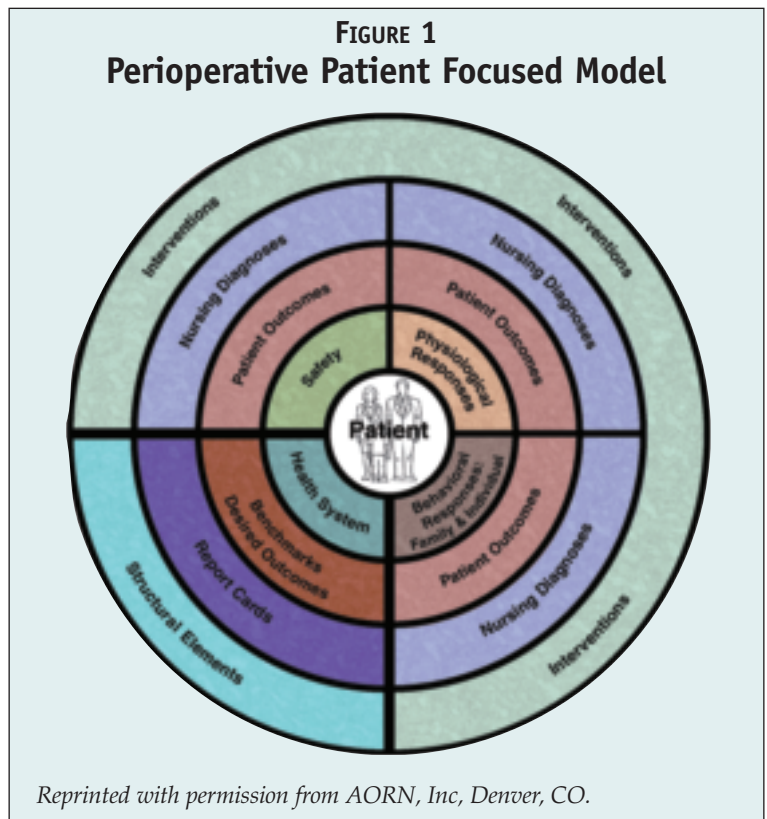 FIGURE 1
Perioperative Patient Focused Model
Interventions
Interventions
Nursing Diagnoses
Nursing Diagnoses
Patient Outcomes
Patient Outcomes
Safety
Physiological
Responses
Patient
Health System
Behavioral
Responses:
Family & Individual
Benchmarks
Desired Outcomes
Patient Outcomes
Report Cards
Nursing Diagnoses
Structural Elements
Interventions
Reprinted with permission from AORN, Inc, Denver, CO.